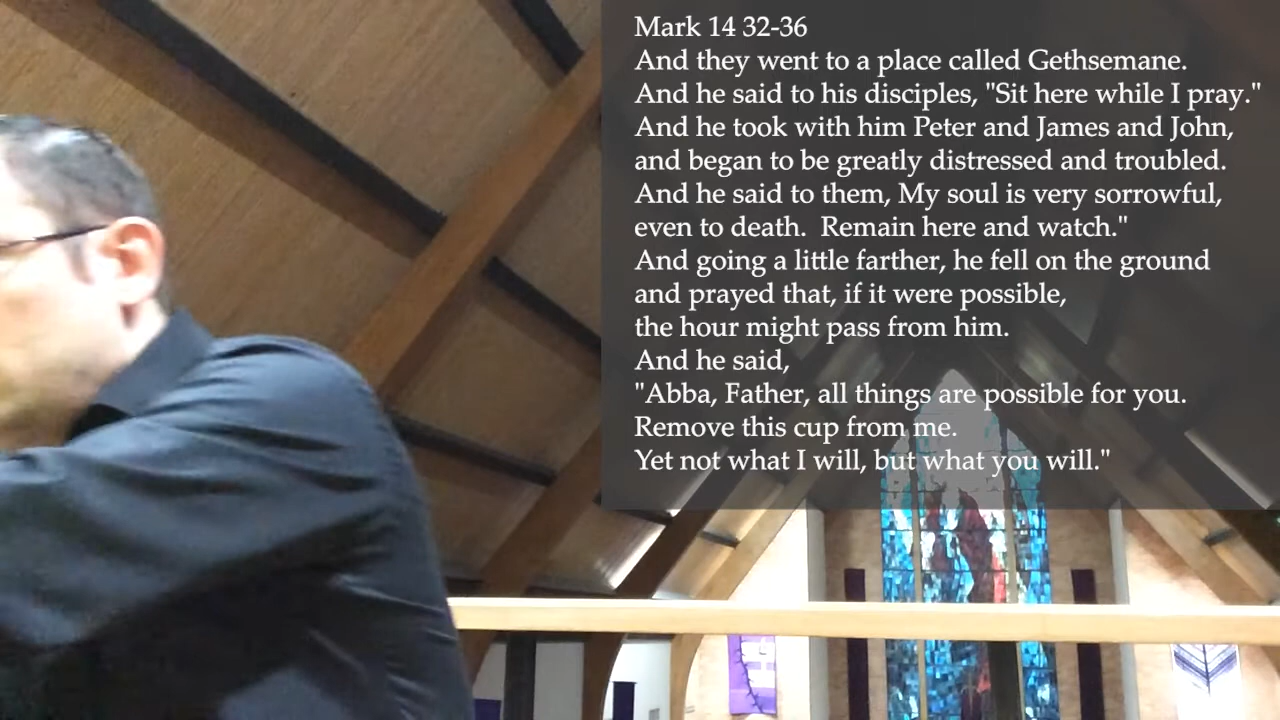 Mark 14 32-36
And they went to a place called Gethsemane.
And he said to his disciples, "Sit here while I pray."
And he took with him Peter and James and John,
and began to be greatly distressed and troubled.
And he said to them, My soul is very sorrowful,
even to death.  Remain here and watch."
And going a little farther, he fell on the ground
and prayed that, if it were possible,
the hour might pass from him.
And he said,
"Abba, Father, all things are possible for you.
Remove this cup from me.
Yet not what I will, but what you will."